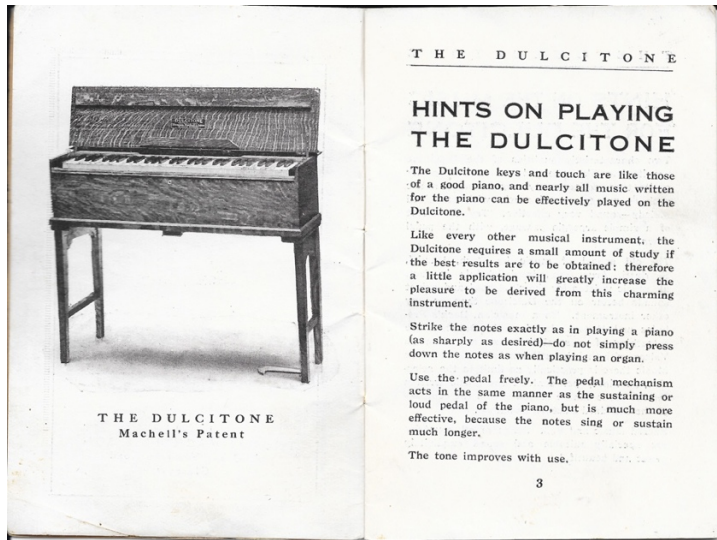 THE DULCITONE
Machell's Patent
THE DULCITONE
HINTS ON PLAYING
THE DULCITONE
The Dulcitone keys and touch are like those
of a good piano, and nearly all music written
for the piano can be effectively played on the
Dulcitone.
Like every other musical instrument, the
Dulcitone requires a small amount of study if
the best results are to be obtained: therefore
a little application will greatly increase the
pleasure to be derived from this charming
instrument.
Strike the notes exactly as in playing a piano
(as sharply as desired)—do not simply press
down the notes as when playing an organ.
Use the pedal freely. The pedal mechanism
acts in the same manner as the sustaining or
loud pedal of the piano, but is much more
effective, because the notes sing or sustain
much longer.
The tone improves with use.
3